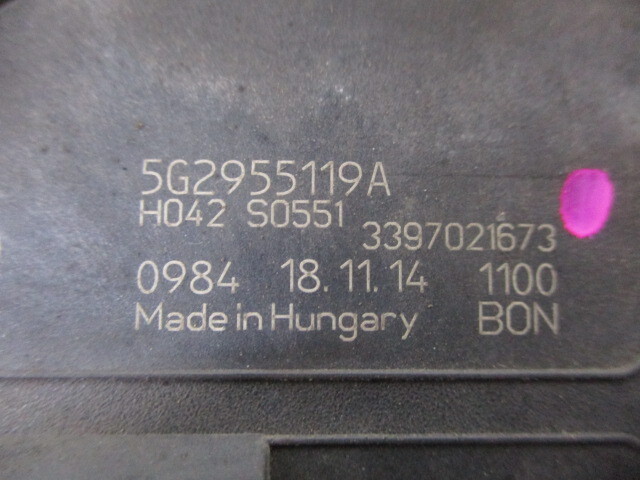 5G2955119A
H042 S0551
3397021673
0984 18.11.14 1100
Made in Hungary BON